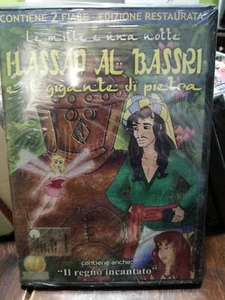 CONTIENE 2 FIABE - EDIZIONE RESTAURATA
Le mille e una notte
HASSAD AL BASSRI
e il gigante di pietra
contiene anche:
"Il regno incantato"